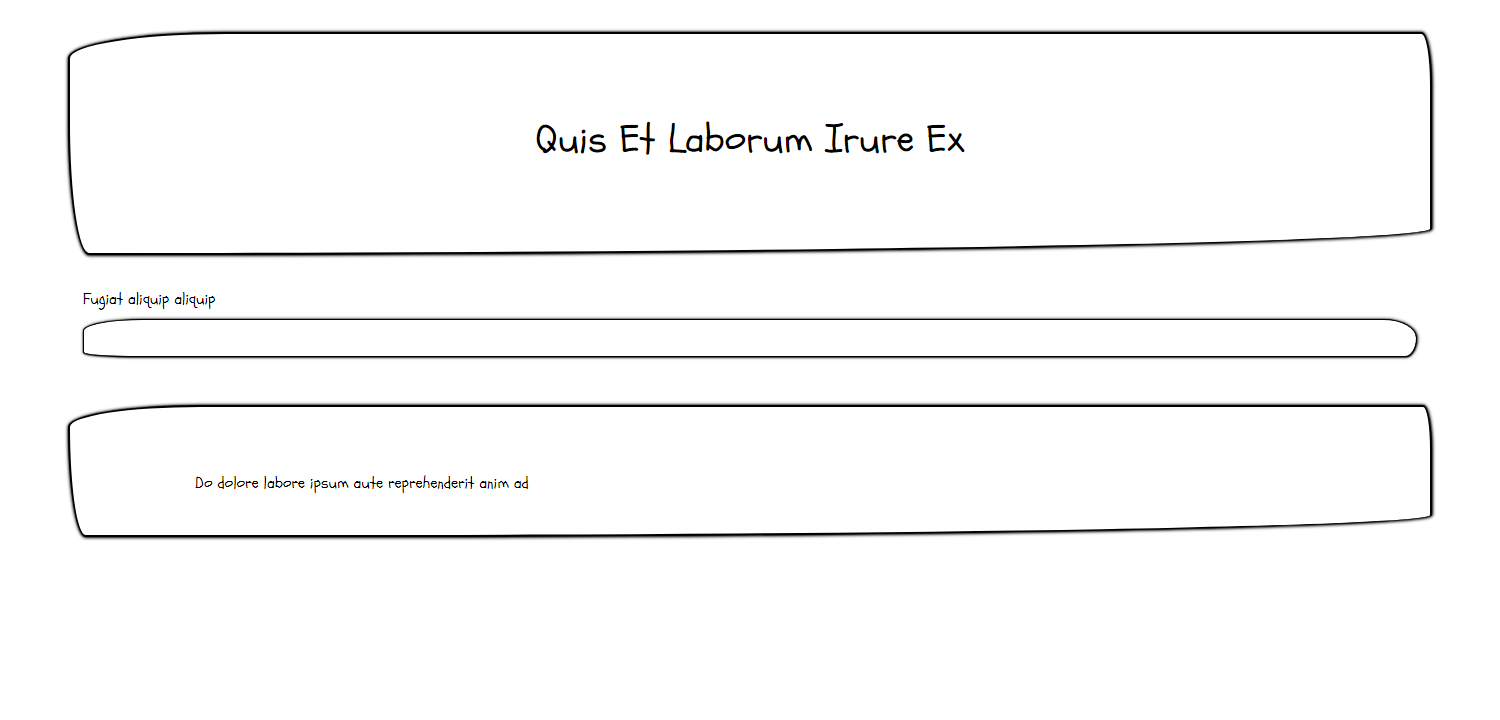 Quis Et Laborum Irure Ex
Fugiat aliquip aliquip
Do dolore labore ipsum aute reprehenderit anim ad